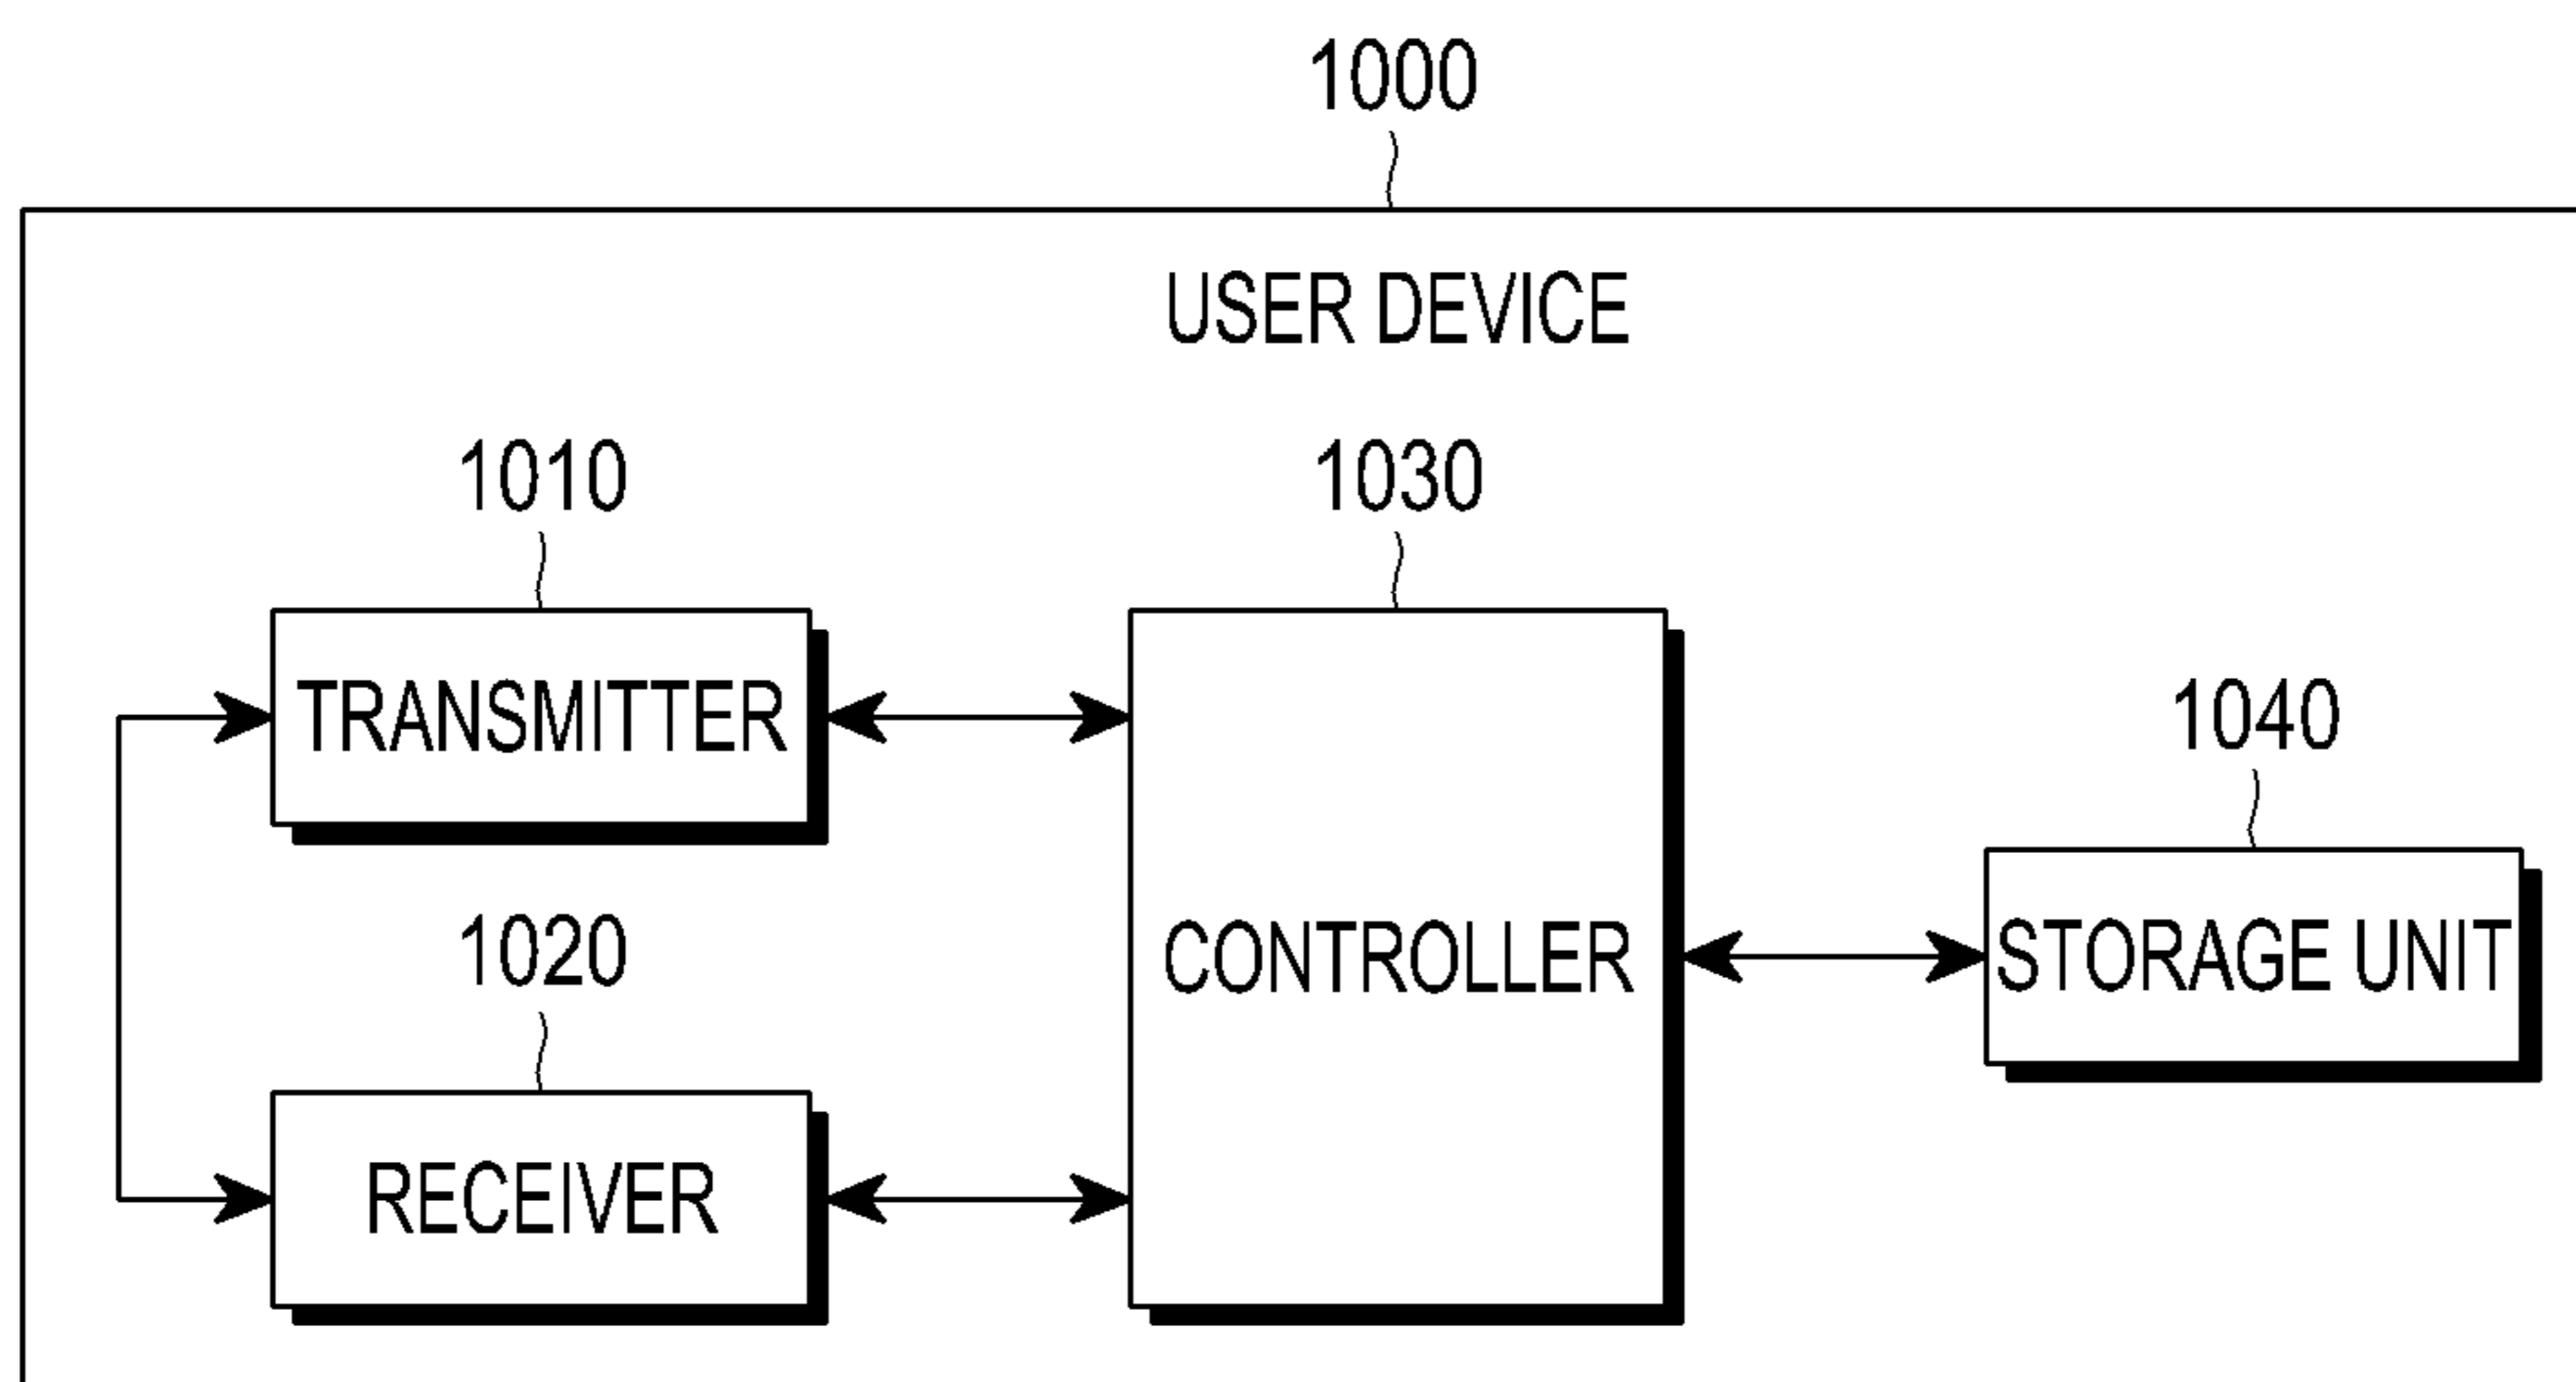 1000
USER DEVICE
1010
1030
TRANSMITTER
1040
1020
CONTROLLER
STORAGE UNIT
RECEIVER